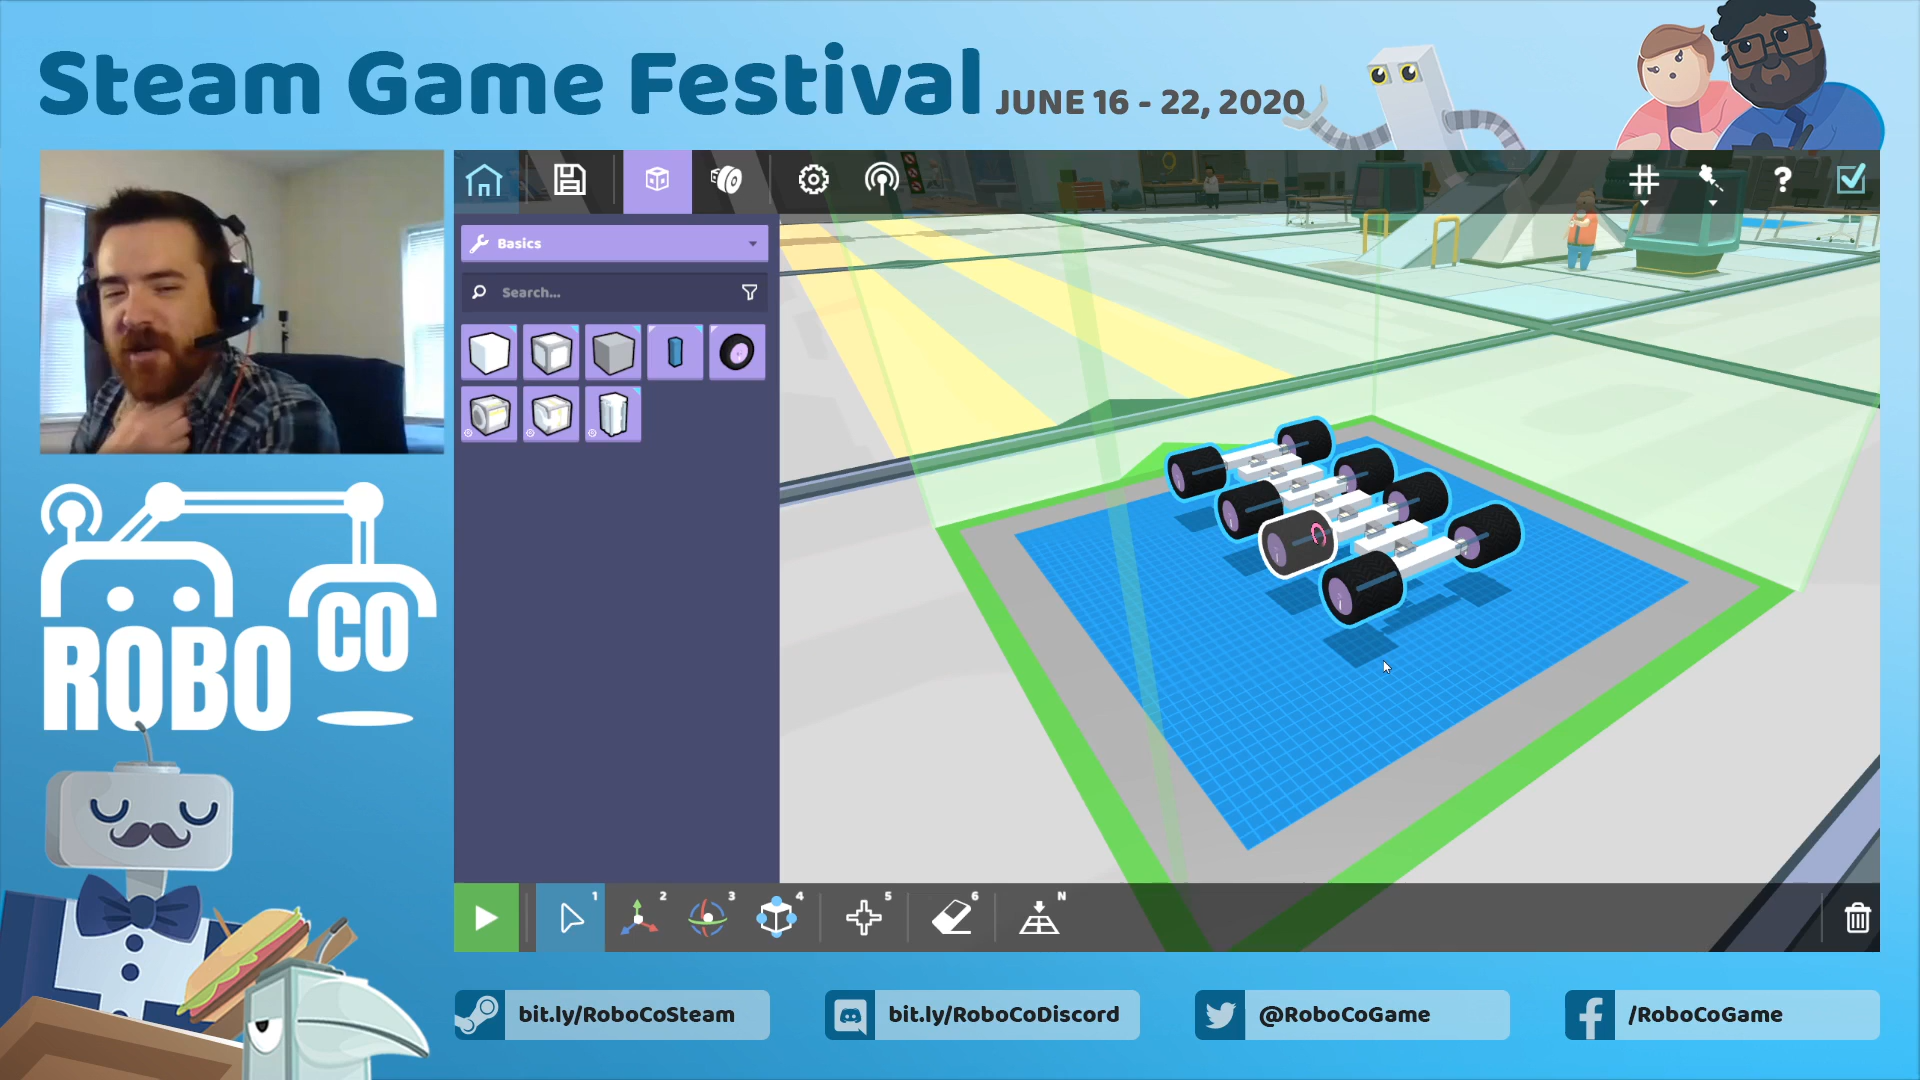 Steam Game Festival JUNE 16 - 22, 2020
Basics
Search...
?
ROBO CO
1 2 3 4 5 6 N
bit.ly/RoboCoSteam
bit.ly/RoboCoDiscord
@RoboCoGame
/RoboCoGame